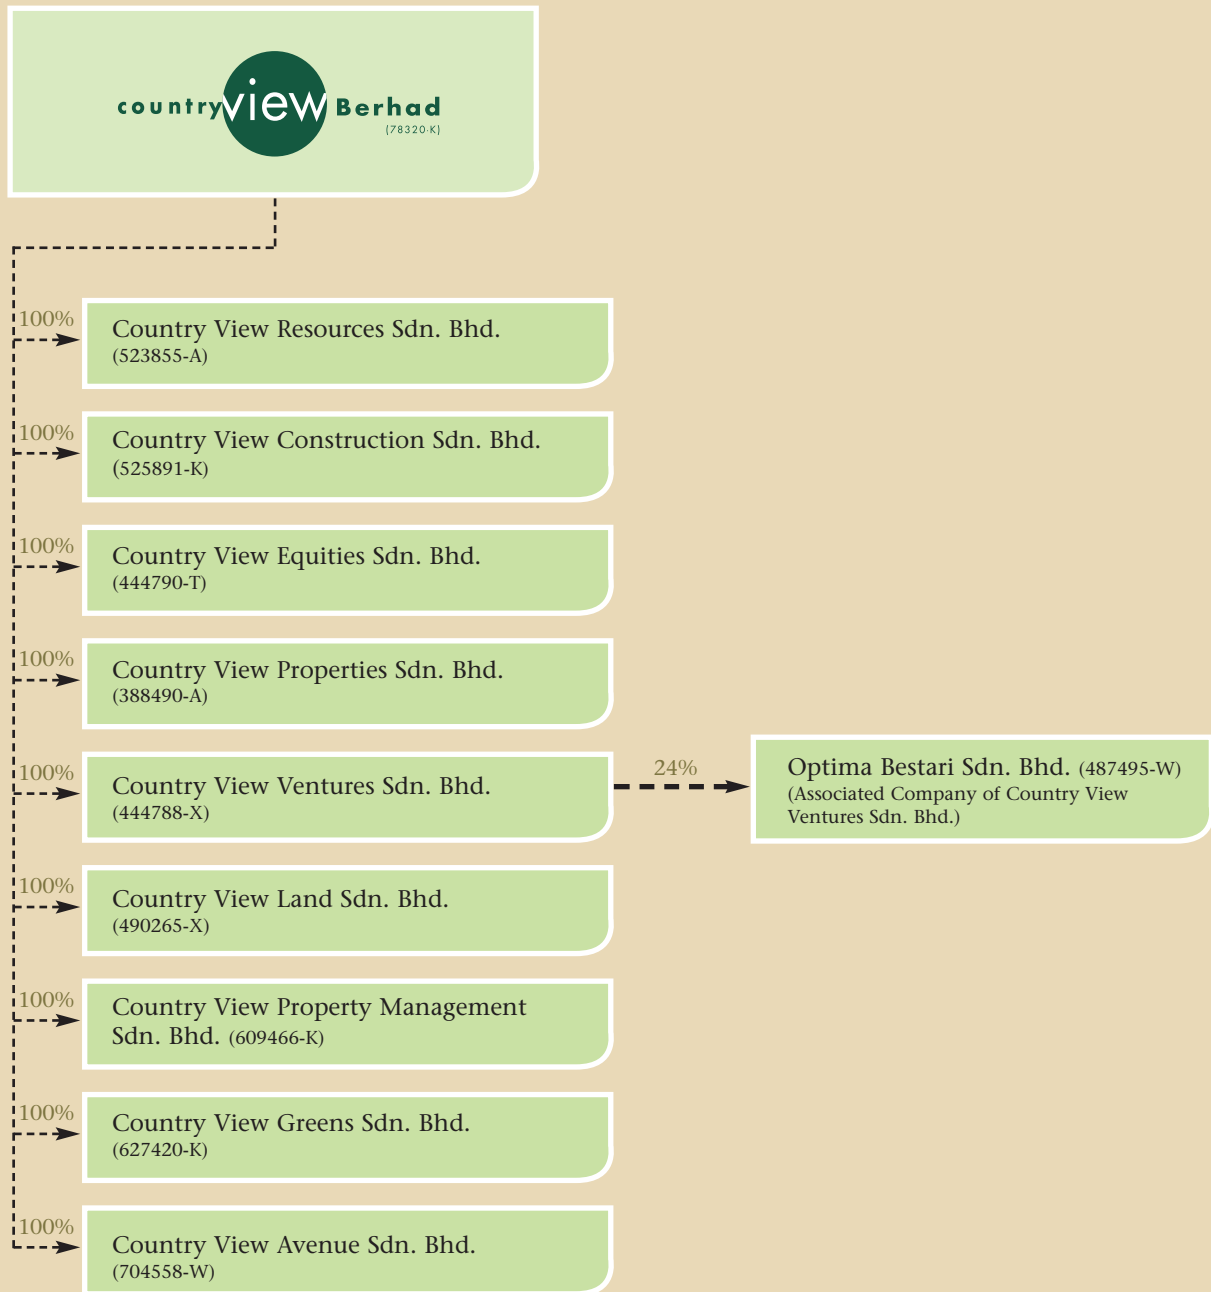 countryview Berhad
(78320-K)
100%
Country View Resources Sdn. Bhd.
(523855-A)
100%
Country View Construction Sdn. Bhd.
(525891-K)
100%
Country View Equities Sdn. Bhd.
(444790-T)
100%
Country View Properties Sdn. Bhd.
(388490-A)
100%
Country View Ventures Sdn. Bhd.
(444788-X)
24%
Optima Bestari Sdn. Bhd. (487495-W)
(Associated Company of Country View
Ventures Sdn. Bhd.)
100%
Country View Land Sdn. Bhd.
(490265-X)
100%
Country View Property Management
Sdn. Bhd. (609466-K)
100%
Country View Greens Sdn. Bhd.
(627420-K)
100%
Country View Avenue Sdn. Bhd.
(704558-W)